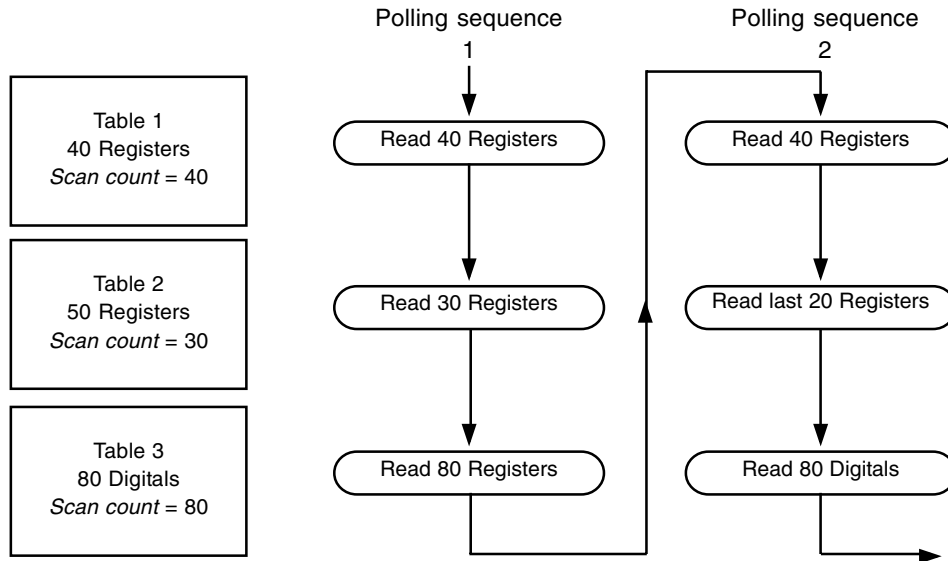 Polling sequence
1
Polling sequence
2
Table 1
40 Registers
Scan count = 40
Read 40 Registers
Read 40 Registers
Table 2
50 Registers
Scan count = 30
Read 30 Registers
Read last 20 Registers
Table 3
80 Digitals
Scan count = 80
Read 80 Registers
Read 80 Digitals